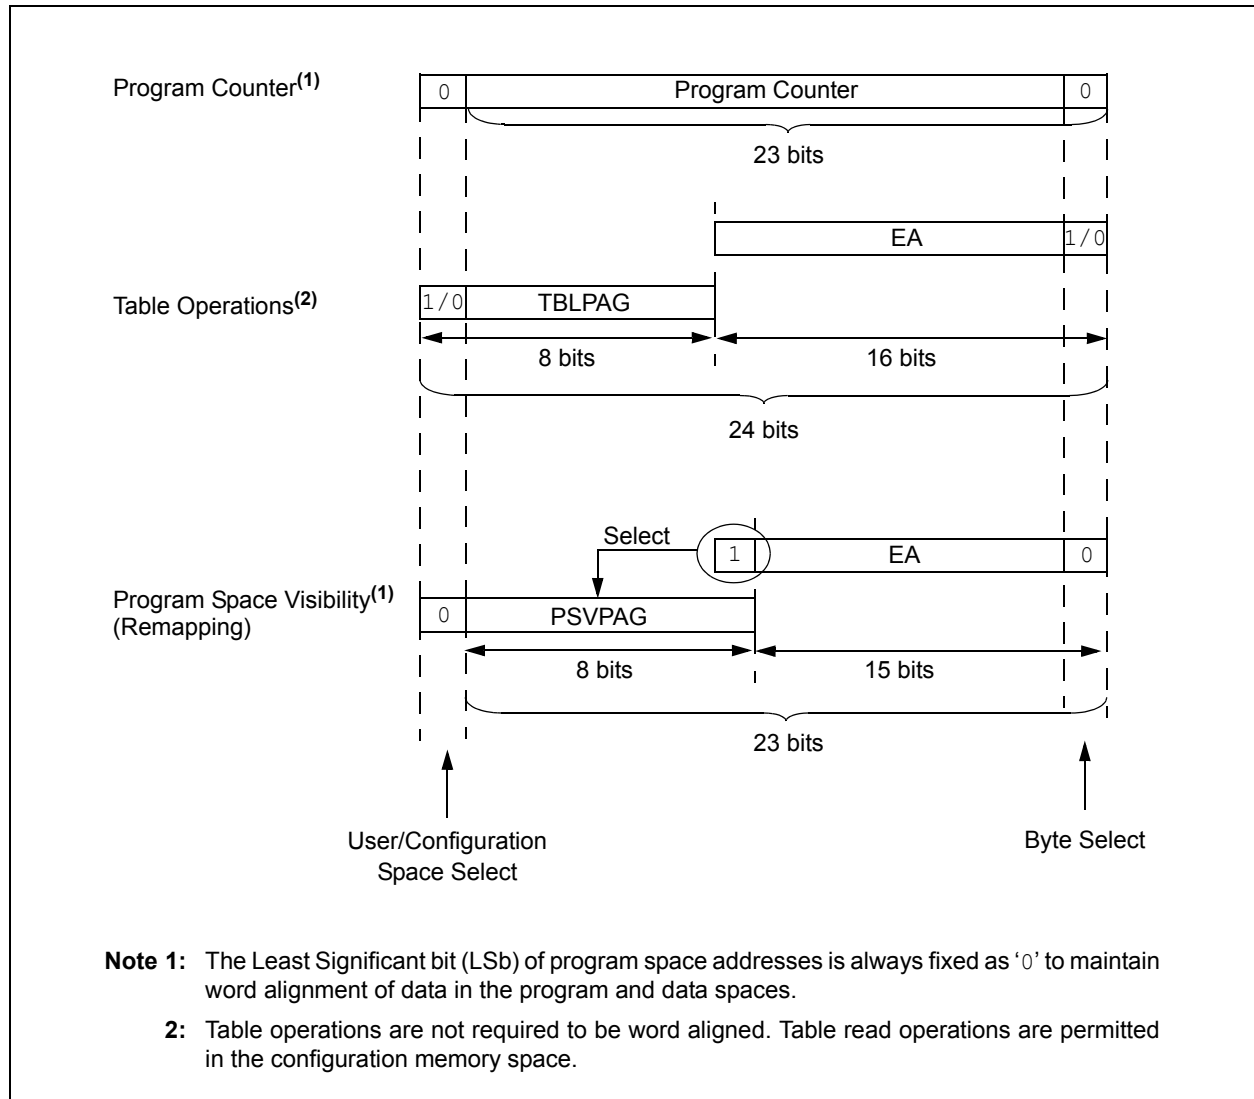 Program Counter(1)
0
Program Counter
0
23 bits
EA
1/0
Table Operations(2)
1/0
TBLPAG
8 bits
16 bits
24 bits
Select
1
EA
0
Program Space Visibility(1)
(Remapping)
0
PSVPAG
8 bits
15 bits
23 bits
User/Configuration
Space Select
Byte Select
Note 1: The Least Significant bit (LSb) of program space addresses is always fixed as ‘0’ to maintain
word alignment of data in the program and data spaces.
2: Table operations are not required to be word aligned. Table read operations are permitted
in the configuration memory space.